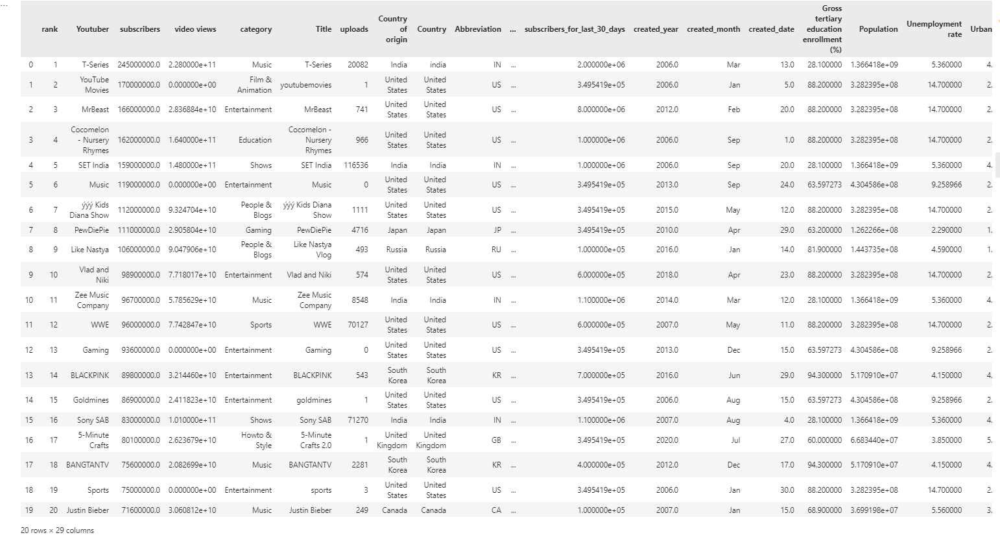 ...
rank Youtuber subscribers video views category Title uploads Country of origin Country Abbreviation ... subscribers_for_last_30_days created_year created_month created_date Gross tertiary education enrollment (%) Population Unemployment rate Urban
0 1 T-Series 245000000.0 2.280000e+11 Music T-Series 20082 India india IN ... 2.000000e+06 2006.0 Mar 13.0 28.100000 1.366418e+09 5.360000 4.
1 2 YouTube Movies 170000000.0 0.000000e+00 Film & Animation youtubemovies 1 United States United States US ... 3.495419e+05 2006.0 Jan 5.0 88.200000 3.282395e+08 14.700000 2.
2 3 MrBeast 166000000.0 2.836884e+10 Entertainment MrBeast 741 United States United States US ... 8.000000e+06 2012.0 Feb 20.0 88.200000 3.282395e+08 14.700000 2.
3 4 Cocomelon - Nursery Rhymes 162000000.0 1.640000e+11 Education Cocomelon - Nursery Rhymes 966 United States United States US ... 1.000000e+06 2006.0 Sep 1.0 88.200000 3.282395e+08 14.700000 2.
4 5 SET India 159000000.0 1.480000e+11 Shows SET India 116536 India India IN ... 1.000000e+06 2006.0 Sep 20.0 28.100000 1.366418e+09 5.360000 4.
5 6 Music 119000000.0 0.000000e+00 Entertainment Music 0 United States United States US ... 3.495419e+05 2013.0 Sep 24.0 63.597273 4.304586e+08 9.258966 2.
6 7 ýýý Kids Diana Show 112000000.0 9.324704e+10 People & Blogs ýýý Kids Diana Show 1111 United States United States US ... 3.495419e+05 2015.0 May 12.0 88.200000 3.282395e+08 14.700000 2.
7 8 PewDiePie 111000000.0 2.905804e+10 Gaming PewDiePie 4716 Japan Japan JP ... 3.495419e+05 2010.0 Apr 29.0 63.200000 1.262266e+08 2.290000 1.
8 9 Like Nastya 106000000.0 9.047906e+10 People & Blogs Like Nastya Vlog 493 Russia Russia RU ... 1.000000e+05 2016.0 Jan 14.0 81.900000 1.443735e+08 4.590000 1.
9 10 Vlad and Niki 98900000.0 7.718017e+10 Entertainment Vlad and Niki 574 United States United States US ... 6.000000e+05 2018.0 Apr 23.0 88.200000 3.282395e+08 14.700000 2.
10 11 Zee Music Company 96700000.0 5.785629e+10 Music Zee Music Company 8548 India India IN ... 1.100000e+06 2014.0 Mar 12.0 28.100000 1.366418e+09 5.360000 4.
11 12 WWE 96000000.0 7.742847e+10 Sports WWE 70127 United States United States US ... 6.000000e+05 2007.0 May 11.0 88.200000 3.282395e+08 14.700000 2.
12 13 Gaming 93600000.0 0.000000e+00 Entertainment Gaming 0 United States United States US ... 3.495419e+05 2013.0 Dec 15.0 63.597273 4.304586e+08 9.258966 2.
13 14 BLACKPINK 89800000.0 3.214460e+10 Entertainment BLACKPINK 543 South Korea South Korea KR ... 7.000000e+05 2016.0 Jun 29.0 94.300000 5.170910e+07 4.150000 4.
14 15 Goldmines 86900000.0 2.411823e+10 Entertainment goldmines 1 United States United States US ... 3.495419e+05 2006.0 Aug 15.0 63.597273 4.304586e+08 9.258966 2.
15 16 Sony SAB 83000000.0 1.010000e+11 Shows Sony SAB 71270 India India IN ... 1.100000e+06 2007.0 Aug 4.0 28.100000 1.366418e+09 5.360000 4.
16 17 5-Minute Crafts 80100000.0 2.623679e+10 Howto & Style 5-Minute Crafts 2.0 1 United Kingdom United Kingdom GB ... 3.495419e+05 2020.0 Jul 27.0 60.000000 6.683440e+07 3.850000 5.
17 18 BANGTANTV 75600000.0 2.082699e+10 Music BANGTANTV 2281 South Korea South Korea KR ... 4.000000e+05 2012.0 Dec 17.0 94.300000 5.170910e+07 4.150000 4.
18 19 Sports 75000000.0 0.000000e+00 Entertainment sports 3 United States United States US ... 3.495419e+05 2006.0 Jan 30.0 88.200000 3.282395e+08 14.700000 2.
19 20 Justin Bieber 71600000.0 3.060812e+10 Music Justin Bieber 249 Canada Canada CA ... 1.000000e+05 2007.0 Jan 15.0 68.900000 3.699198e+07 5.560000 3.
20 rows × 29 columns